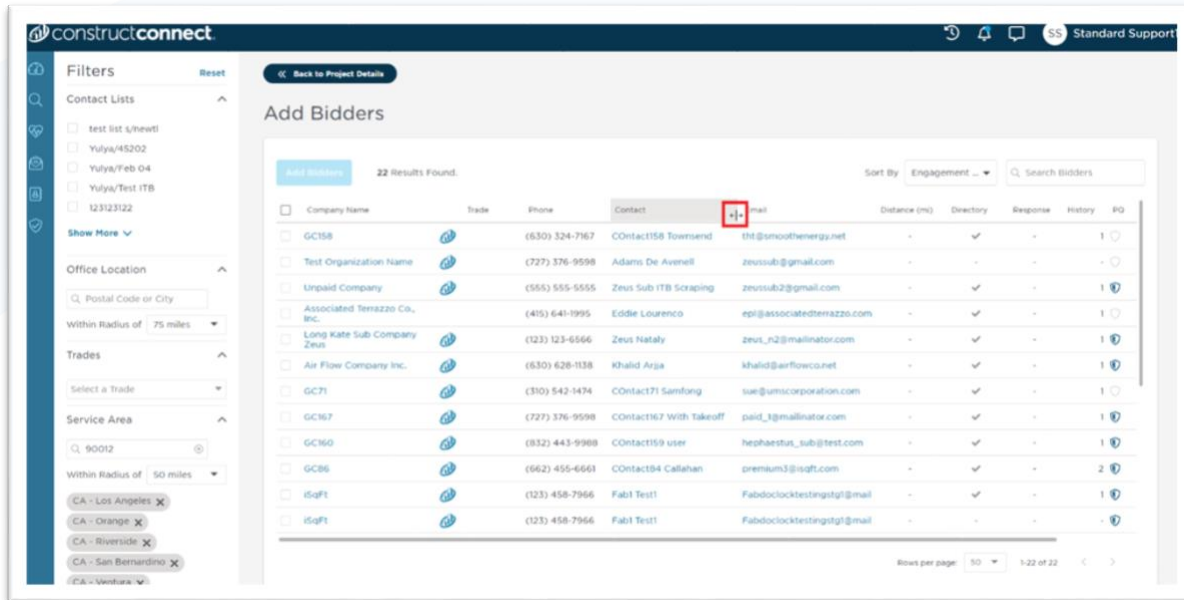 constructconnect.
SS Standard Support1
Filters Reset
Contact Lists
test list s/newtl
Yulya/45202
Yulya/Feb 04
Yulya/Test ITB
123123122
Show More
Office Location
Postal Code or City
Within Radius of 75 miles
Trades
Select a Trade
Service Area
90012
Within Radius of 50 miles
CA - Los Angeles
CA - Orange
CA - Riverside
CA - San Bernardino
CA - Ventura
Back to Project Details
Add Bidders
Add Bidders 22 Results Found. Sort By Engagement ... Search Bidders
Company Name Trade Phone Contact mail Distance (mi) Directory Response History PQ
GC158 (630) 324-7167 COntact158 Townsend tht@smoothenergy.net - - 1
Test Organization Name (727) 376-9598 Adams De Avenell zeussub@gmail.com - - - -
Unpaid Company (555) 555-5555 Zeus Sub ITB Scraping zeussub2@gmail.com - - 1
Associated Terrazzo Co., Inc. (415) 641-1995 Eddie Lourenco epl@associatedterrazzo.com - - 1
Long Kate Sub Company Zeus (123) 123-6566 Zeus Nataly zeus_n2@mailinator.com - - 1
Air Flow Company Inc. (630) 628-1138 Khalid Arjja khalid@airflowco.net - - 1
GC71 (310) 542-1474 COntact71 Samfong sue@umscorporation.com - - 1
GC167 (727) 376-9598 COntact167 With Takeoff paid_1@mailinator.com - - 1
GC160 (832) 443-9988 COntact159 user hephaestus_sub@test.com - - 1
GC86 (662) 455-6661 COntact84 Callahan premium3@isqft.com - - 2
iSqFt (123) 458-7966 Fab1 Test1 Fabdoclocktestingstg1@mail - - 1
iSqFt (123) 458-7966 Fab1 Test1 Fabdoclocktestingstg1@mail - - - -
Rows per page: 50 1-22 of 22